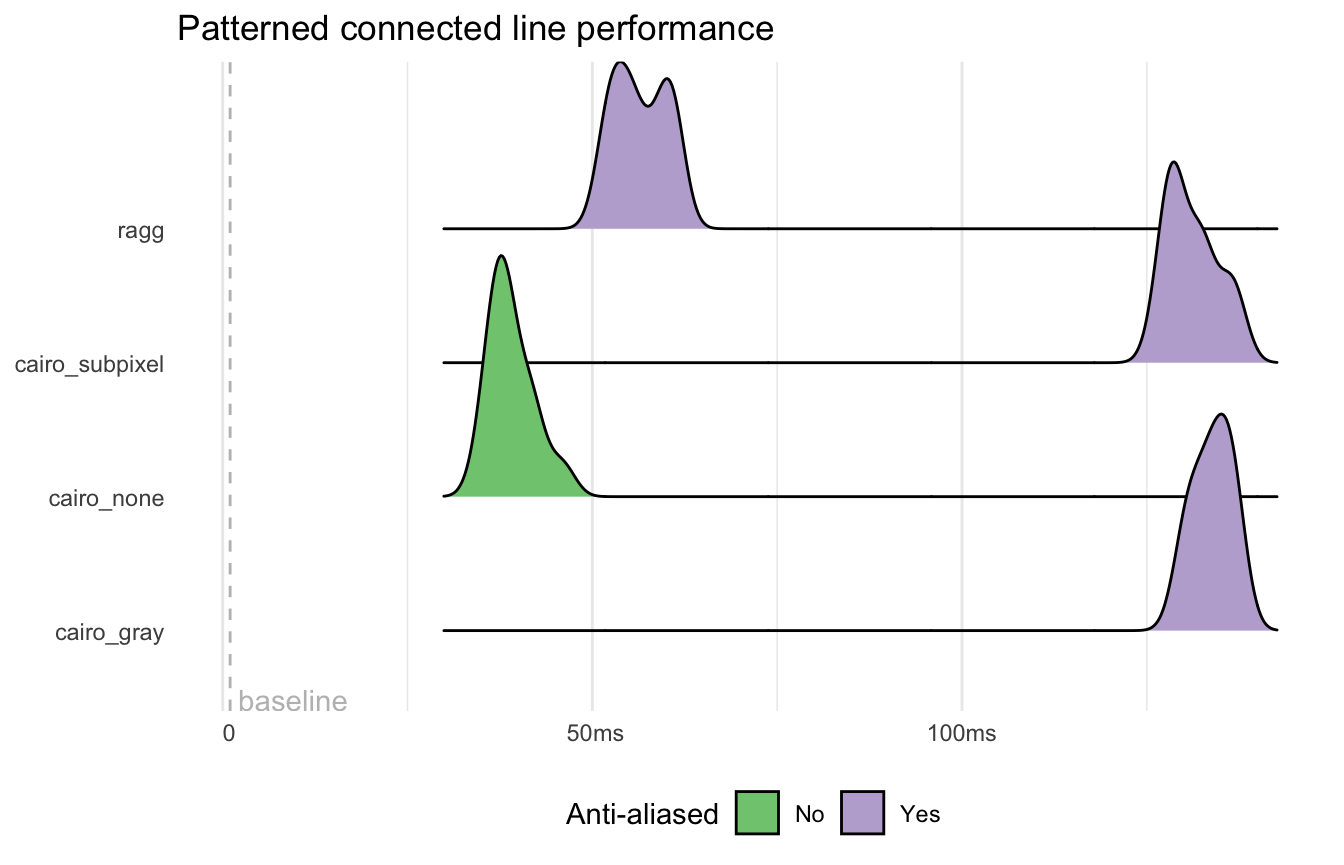 Patterned connected line performance
ragg
cairo_subpixel
cairo_none
cairo_gray
baseline
0 50ms 100ms
Anti-aliased No Yes